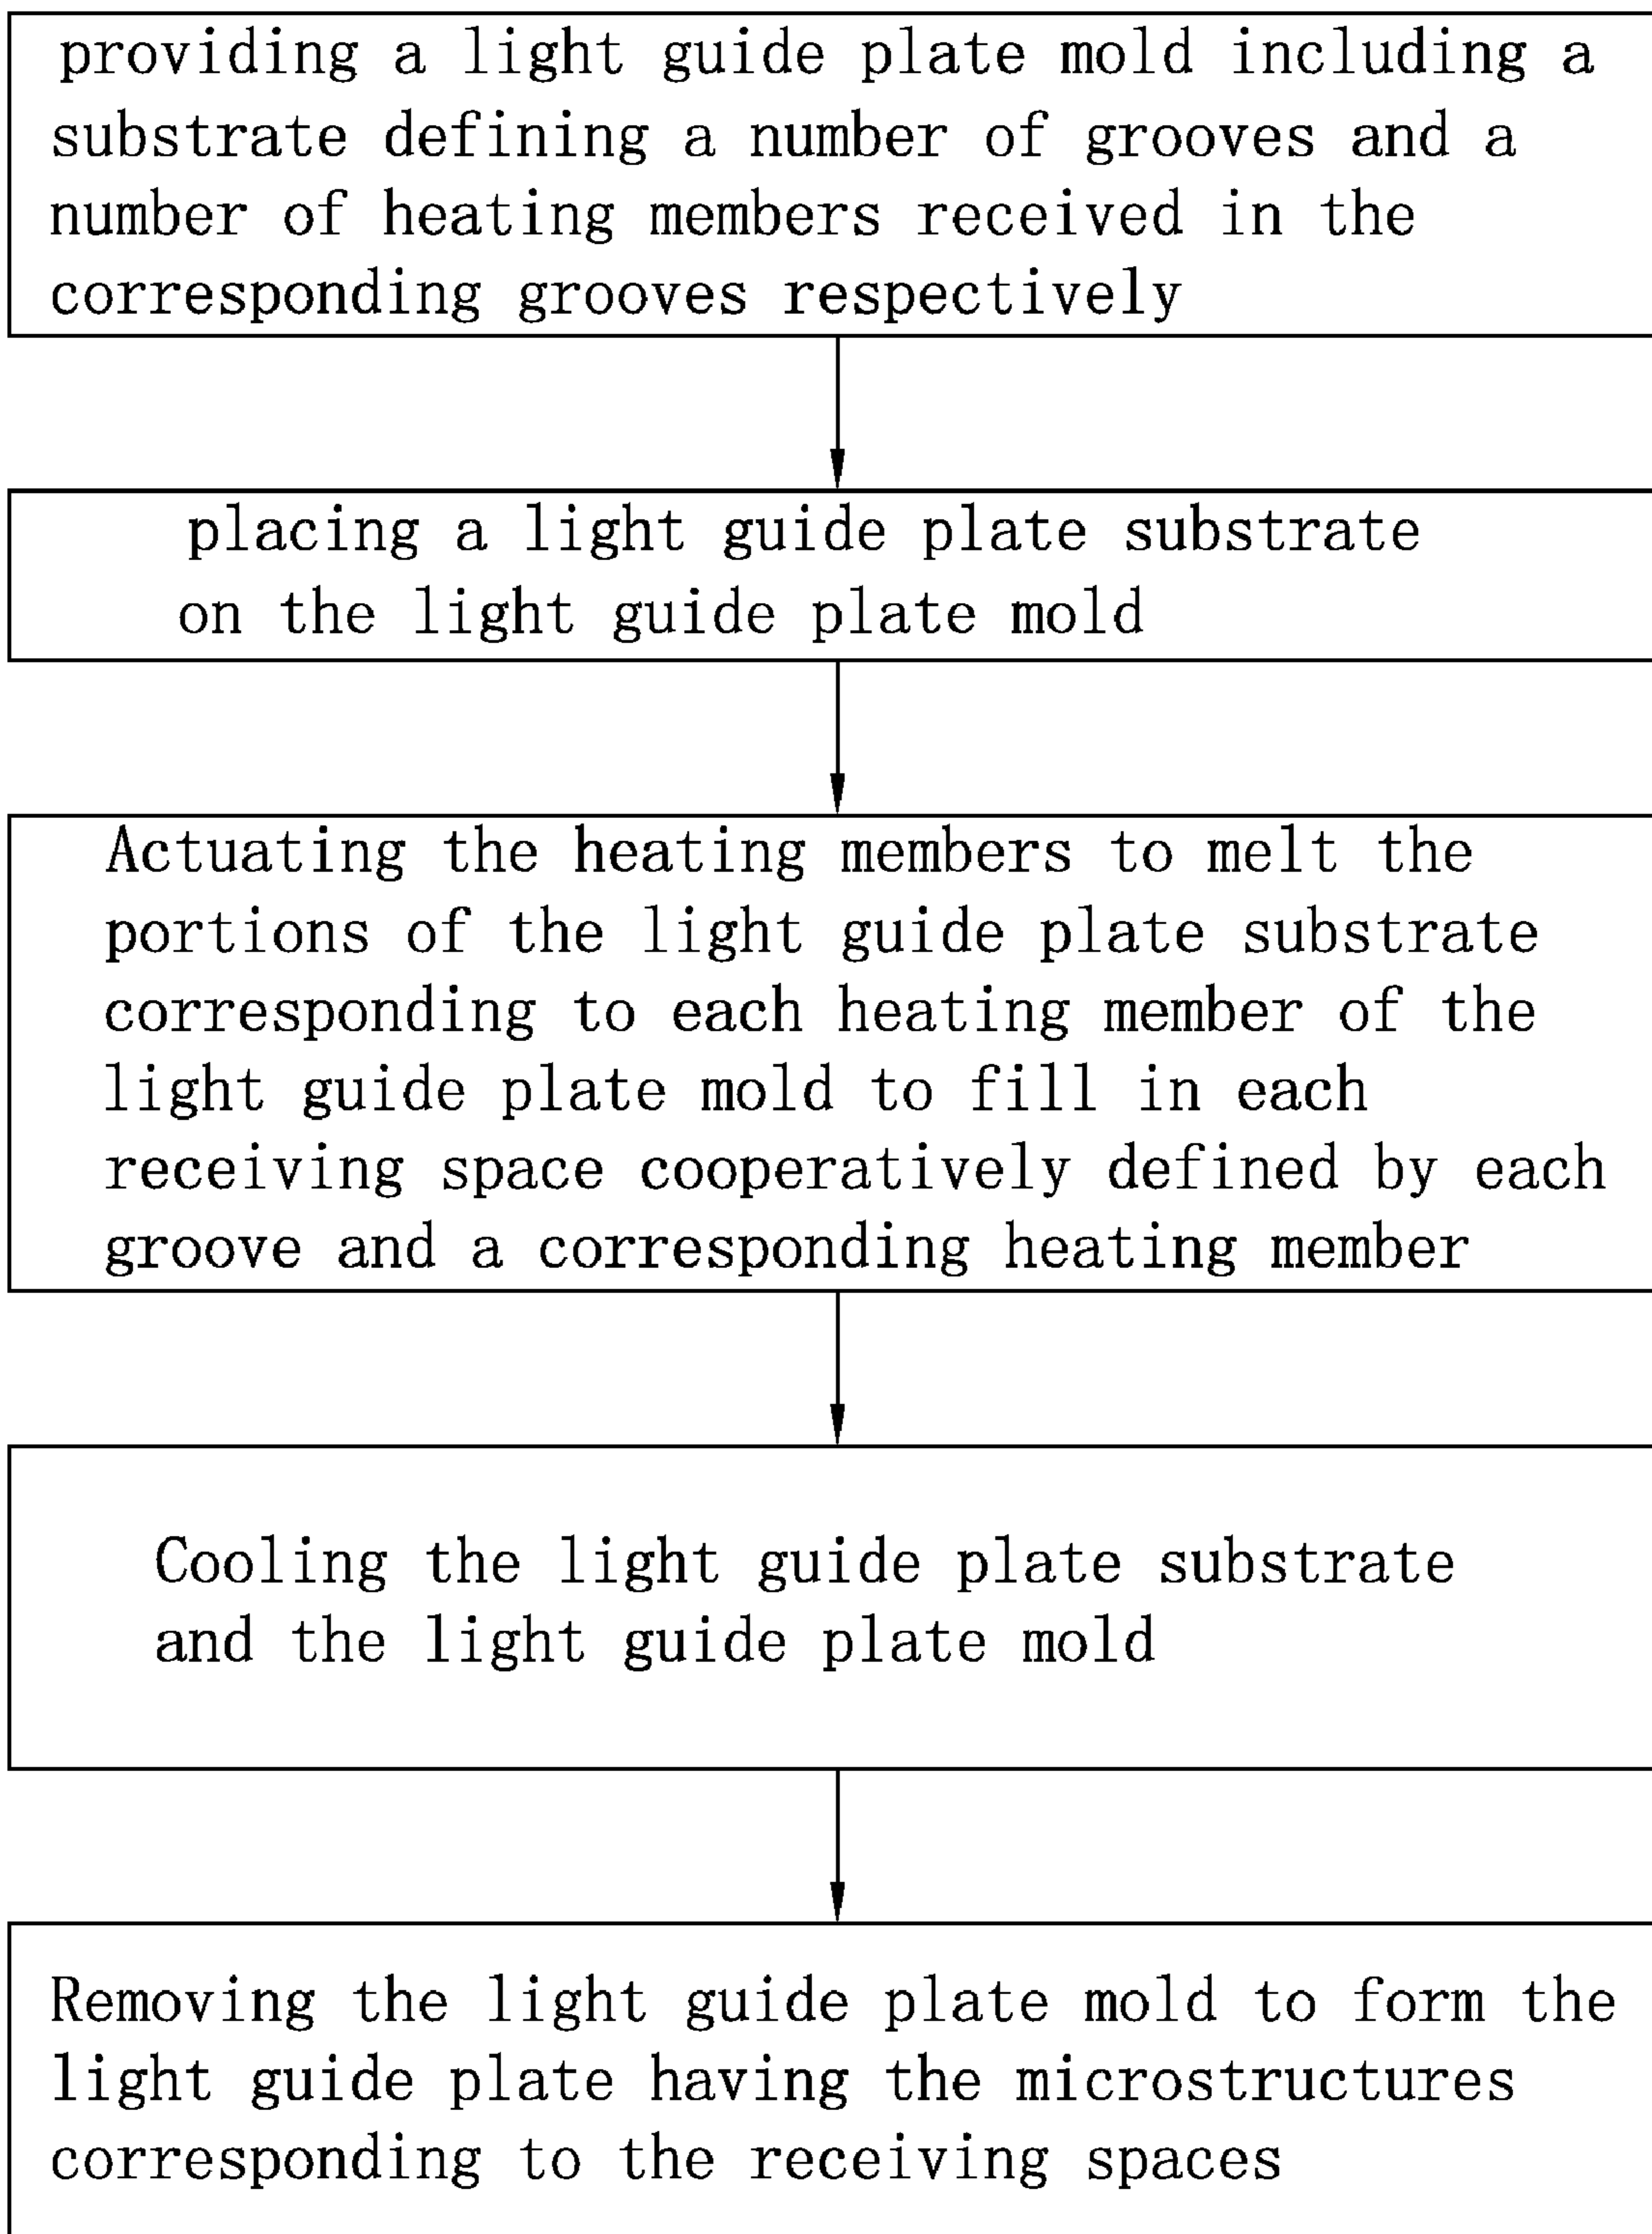 providing a light guide plate mold including a
substrate defining a number of grooves and a
number of heating members received in the
corresponding grooves respectively
placing a light guide plate substrate
on the light guide plate mold
Actuating the heating members to melt the
portions of the light guide plate substrate
corresponding to each heating member of the
light guide plate mold to fill in each
receiving space cooperatively defined by each
groove and a corresponding heating member
Cooling the light guide plate substrate
and the light guide plate mold
Removing the light guide plate mold to form the
light guide plate having the microstructures
corresponding to the receiving spaces